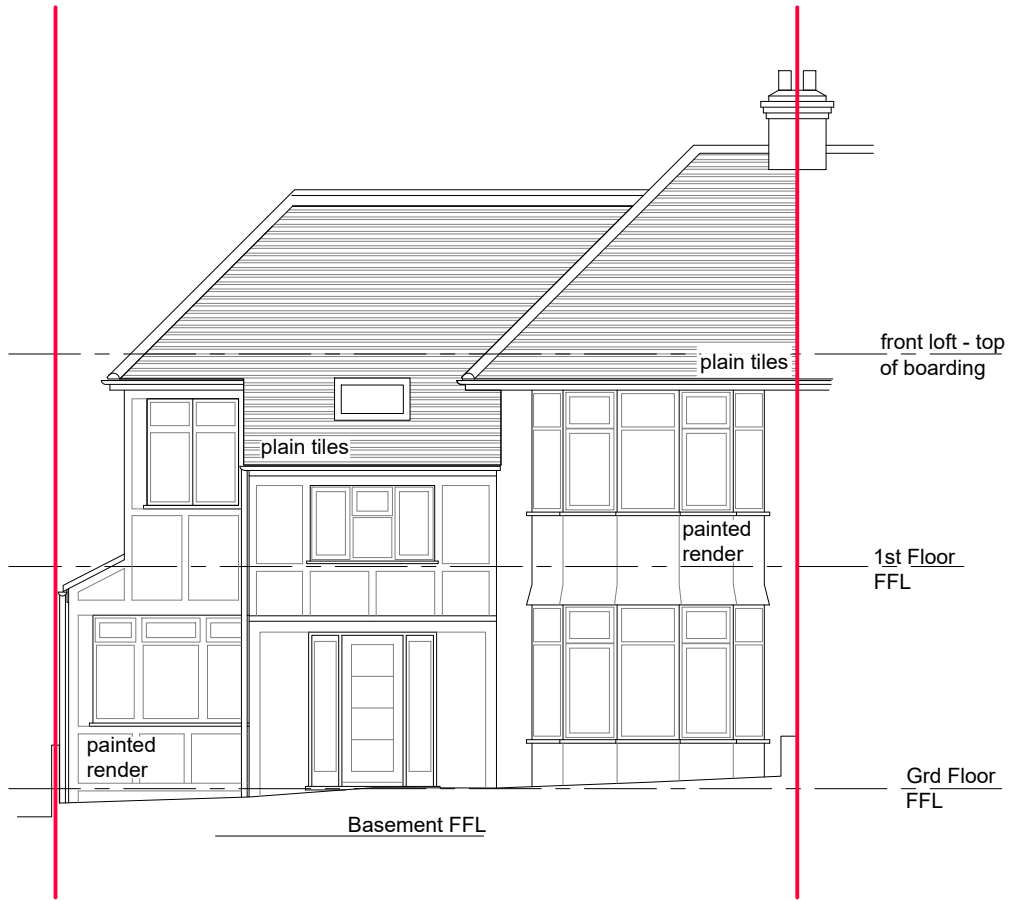 front loft - top
of boarding
plain tiles
plain tiles
painted
render
1st Floor
FFL
painted
render
Grd Floor
FFL
Basement FFL